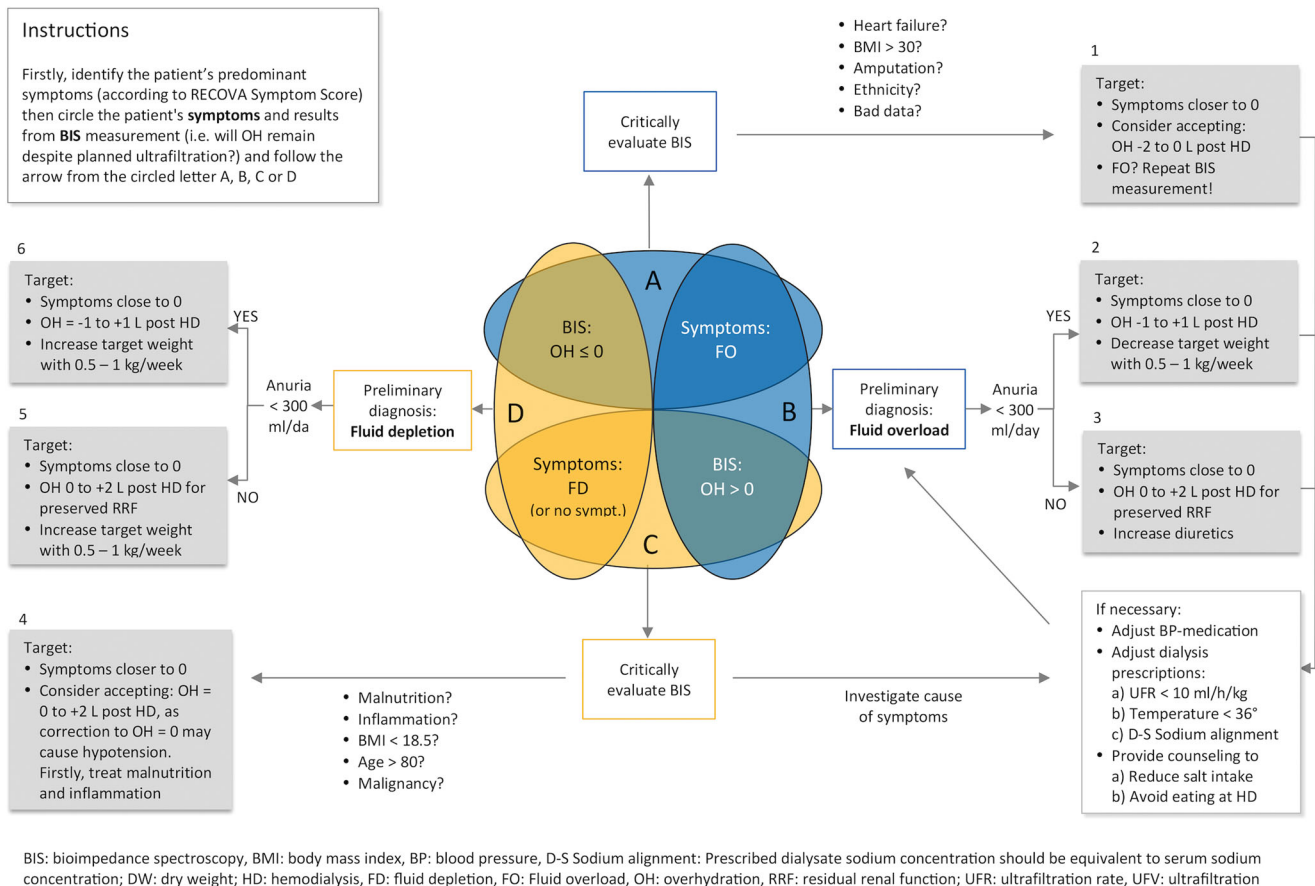 Instructions
Firstly, identify the patient's predominant
symptoms (according to RECOVA Symptom Score)
then circle the patient's symptoms and results
from BIS measurement (i.e. will OH remain
despite planned ultrafiltration?) and follow the
arrow from the circled letter A, B, C or D
• Heart failure?
• BMI > 30?
• Amputation?
• Ethnicity?
• Bad data?
Critically
evaluate BIS
1
Target:
• Symptoms closer to 0
• Consider accepting:
OH -2 to 0 L post HD
• FO? Repeat BIS
measurement!
6
Target:
• Symptoms close to 0
• OH = -1 to +1 L post HD
• Increase target weight
with 0.5 – 1 kg/week
YES
Anuria
< 300
ml/da
NO
5
Target:
• Symptoms close to 0
• OH 0 to +2 L post HD for
preserved RRF
• Increase target weight
with 0.5 – 1 kg/week
Preliminary
diagnosis:
Fluid depletion
A
BIS:
OH ≤ 0
Symptoms:
FO
D
B
Symptoms:
FD
(or no sympt.)
BIS:
OH > 0
C
Preliminary
diagnosis:
Fluid overload
Anuria
< 300
ml/day
YES
NO
2
Target:
• Symptoms close to 0
• OH -1 to +1 L post HD
• Decrease target weight
with 0.5 – 1 kg/week
3
Target:
• Symptoms close to 0
• OH 0 to +2 L post HD for
preserved RRF
• Increase diuretics
4
Target:
• Symptoms closer to 0
• Consider accepting: OH =
0 to +2 L post HD, as
correction to OH = 0 may
cause hypotension.
Firstly, treat malnutrition
and inflammation
• Malnutrition?
• Inflammation?
• BMI < 18.5?
• Age > 80?
• Malignancy?
Critically
evaluate BIS
Investigate cause
of symptoms
If necessary:
• Adjust BP-medication
• Adjust dialysis
prescriptions:
a) UFR < 10 ml/h/kg
b) Temperature < 36°
c) D-S Sodium alignment
• Provide counseling to
a) Reduce salt intake
b) Avoid eating at HD
BIS: bioimpedance spectroscopy, BMI: body mass index, BP: blood pressure, D-S Sodium alignment: Prescribed dialysate sodium concentration should be equivalent to serum sodium
concentration; DW: dry weight; HD: hemodialysis, FD: fluid depletion, FO: Fluid overload, OH: overhydration, RRF: residual renal function; UFR: ultrafiltration rate, UFV: ultrafiltration